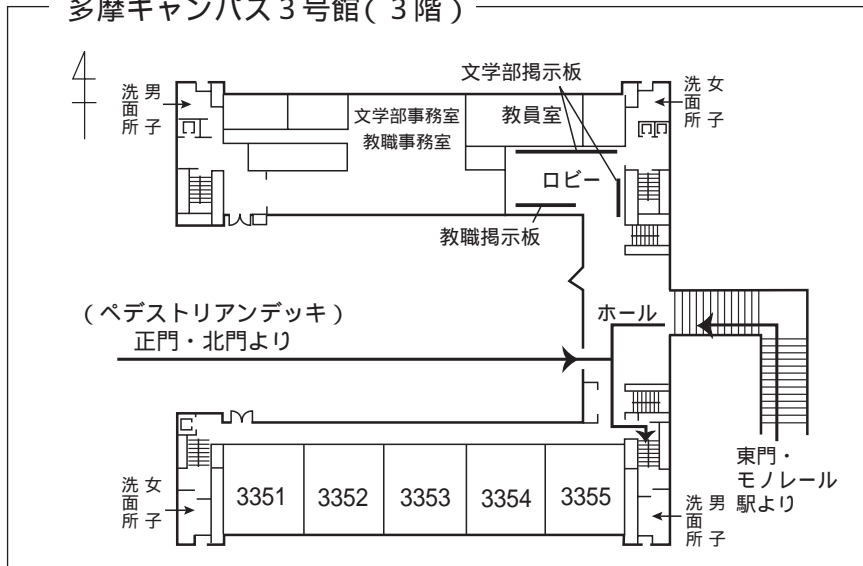 多摩キャンパス３号館(３階)
男子
洗面所
文学部掲示板
女子
洗面所
文学部事務室
教職事務室
教員室
ロビー
教職掲示板
(ペデストリアンデッキ)
正門・北門より
ホール
東門・
モノレール
駅より
女子
洗面所
3351
3352
3353
3354
3355
男子
洗面所